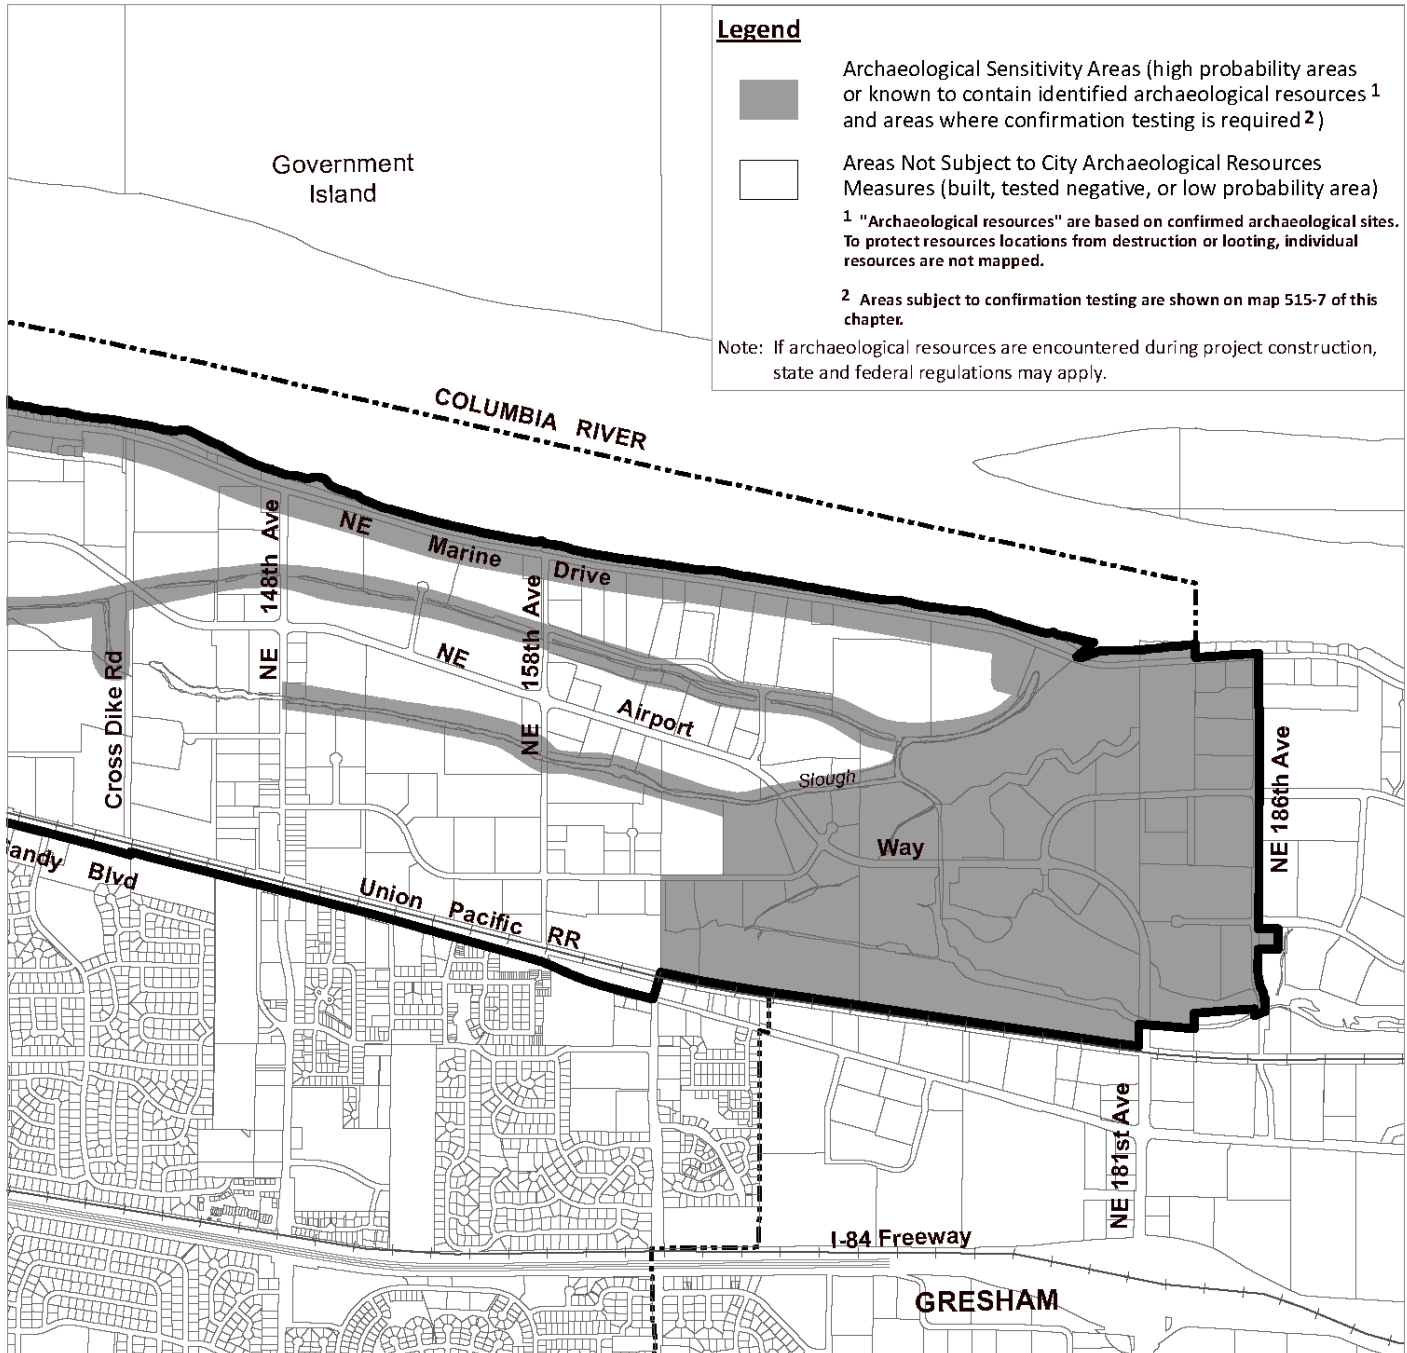 Legend
Archaeological Sensitivity Areas (high probability areas
or known to contain identified archaeological resources 1
and areas where confirmation testing is required 2 )
Areas Not Subject to City Archaeological Resources
Measures (built, tested negative, or low probability area)
1 "Archaeological resources" are based on confirmed archaeological sites.
To protect resources locations from destruction or looting, individual
resources are not mapped.
2 Areas subject to confirmation testing are shown on map 515-7 of this
chapter.
Note: If archaeological resources are encountered during project construction,
state and federal regulations may apply.
Government
Island
COLUMBIA RIVER
NE Marine Drive
NE 148th Ave
NE 158th Ave
NE Airport Way
Cross Dike Rd
Slough
NE 186th Ave
Blvd
Union Pacific RR
NE 181st Ave
I-84 Freeway
GRESHAM